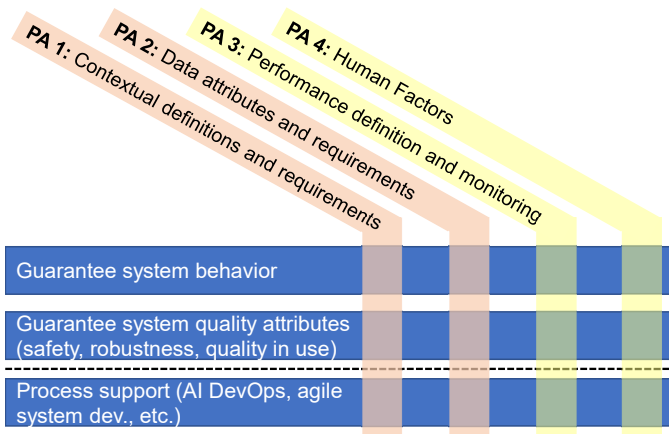 PA 1: Contextual definitions and requirements
PA 2: Data attributes and requirements
PA 3: Performance definition and monitoring
PA 4: Human Factors
Guarantee system behavior
Guarantee system quality attributes
(safety, robustness, quality in use)
Process support (AI DevOps, agile
system dev., etc.)